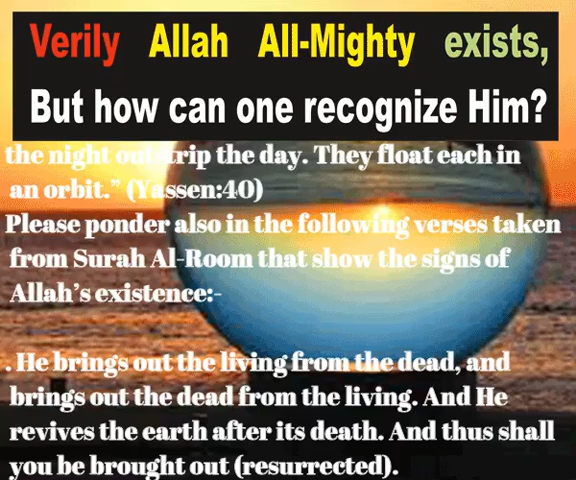 Verily Allah All-Mighty exists,
But how can one recognize Him?
the night outstrip the day. They float each in
an orbit.” (Yassen:40)
Please ponder also in the following verses taken
from Surah Al-Room that show the signs of
Allah’s existence:-
. He brings out the living from the dead, and
brings out the dead from the living. And He
revives the earth after its death. And thus shall
you be brought out (resurrected).